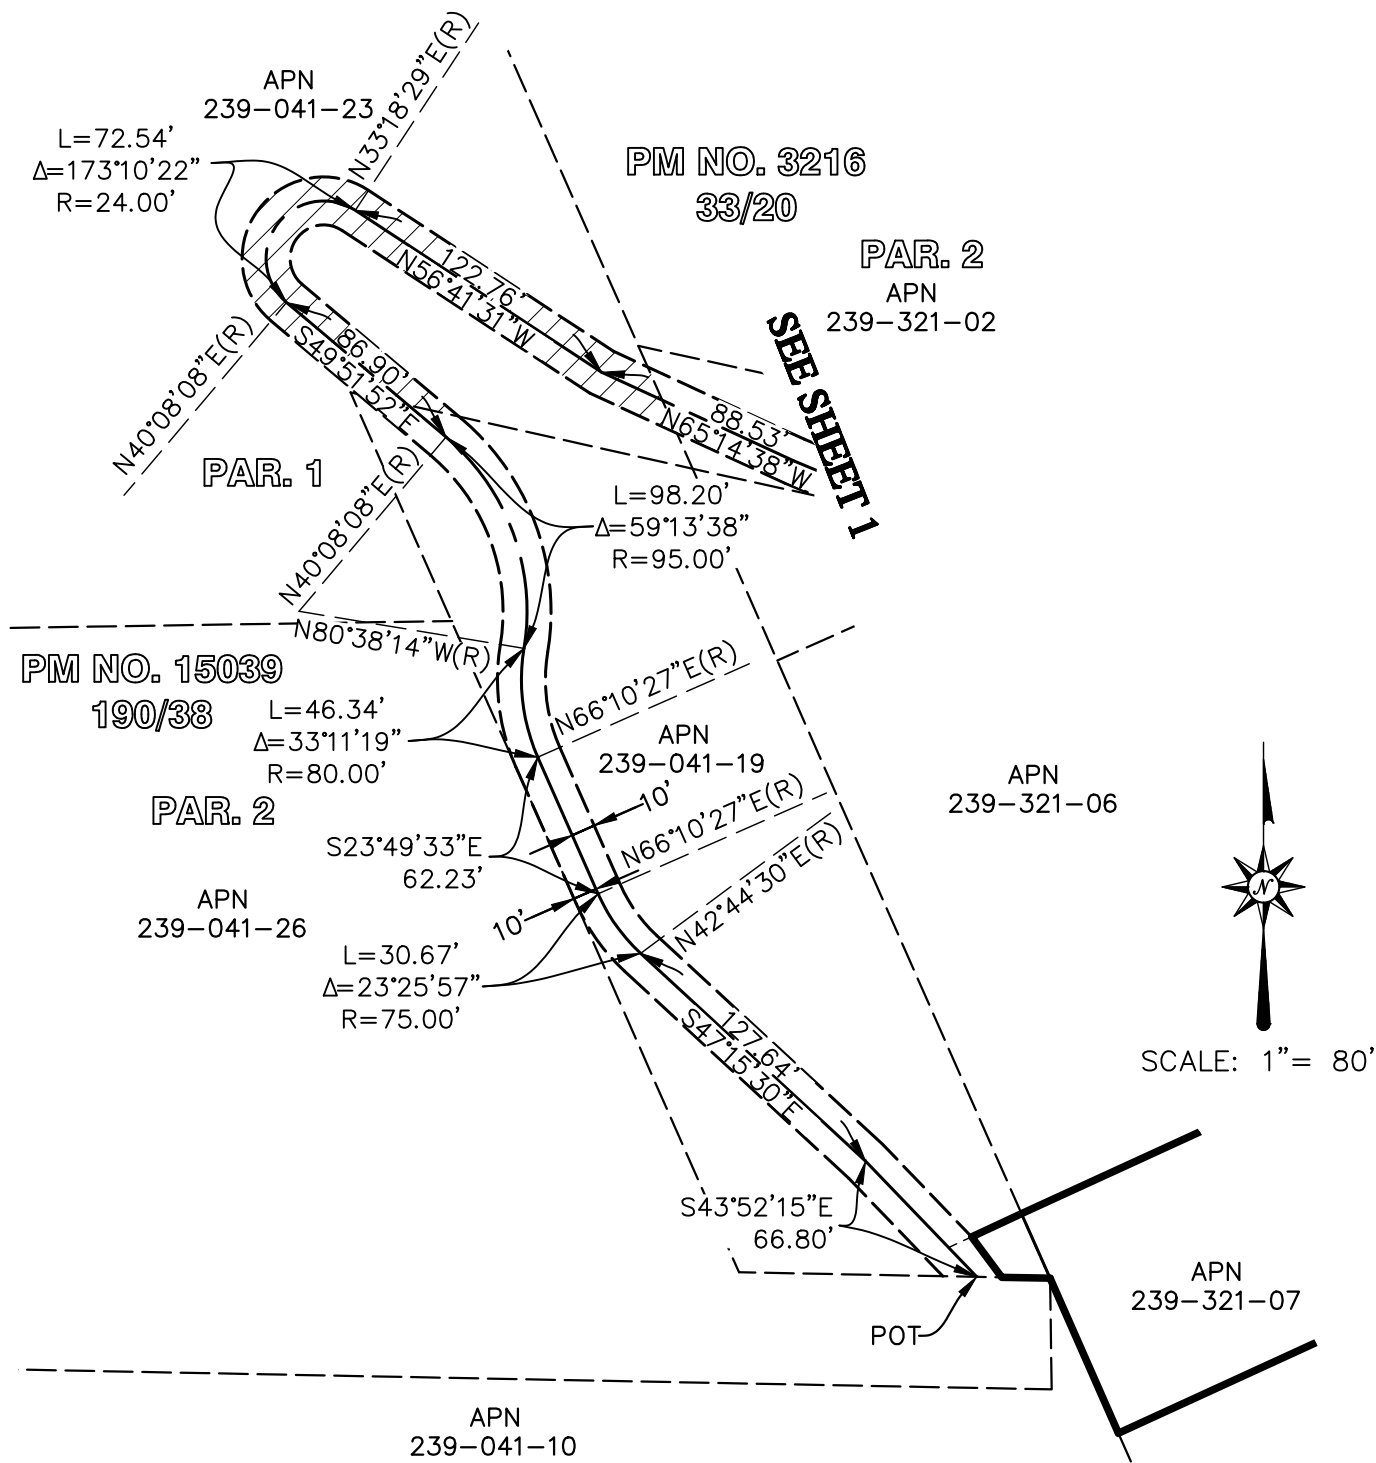 APN
239-041-23
N33°18'29"E(R)
L=72.54'
Δ=173°10'22"
R=24.00'
PM NO. 3216
33/20
PAR. 2
APN
239-321-02
122.76'
N56°41'31"W
SEE SHEET 1
N40°08'08"E(R)
86.90'
S49°51'52"E
88.53'
N65°14'38"W
PAR. 1
N40°08'08"E(R)
L=98.20'
Δ=59°13'38"
R=95.00'
N80°38'14"W(R)
PM NO. 15039
190/38
N66°10'27"E(R)
L=46.34'
Δ=33°11'19"
R=80.00'
APN
239-041-19
PAR. 2
10'
N66°10'27"E(R)
APN
239-321-06
S23°49'33"E
62.23'
N42°44'30"E(R)
APN
239-041-26
10'
N
L=30.67'
Δ=23°25'57"
R=75.00'
127.64'
S47°15'30"E
SCALE: 1"= 80'
S43°52'15"E
66.80'
APN
239-321-07
POT
APN
239-041-10